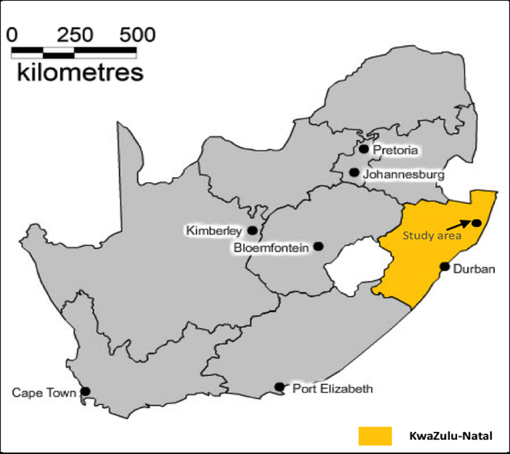 0 250 500
kilometres
Pretoria
Johannesburg
Kimberley
Study area
Bloemfontein
Durban
Cape Town
Port Elizabeth
KwaZulu-Natal